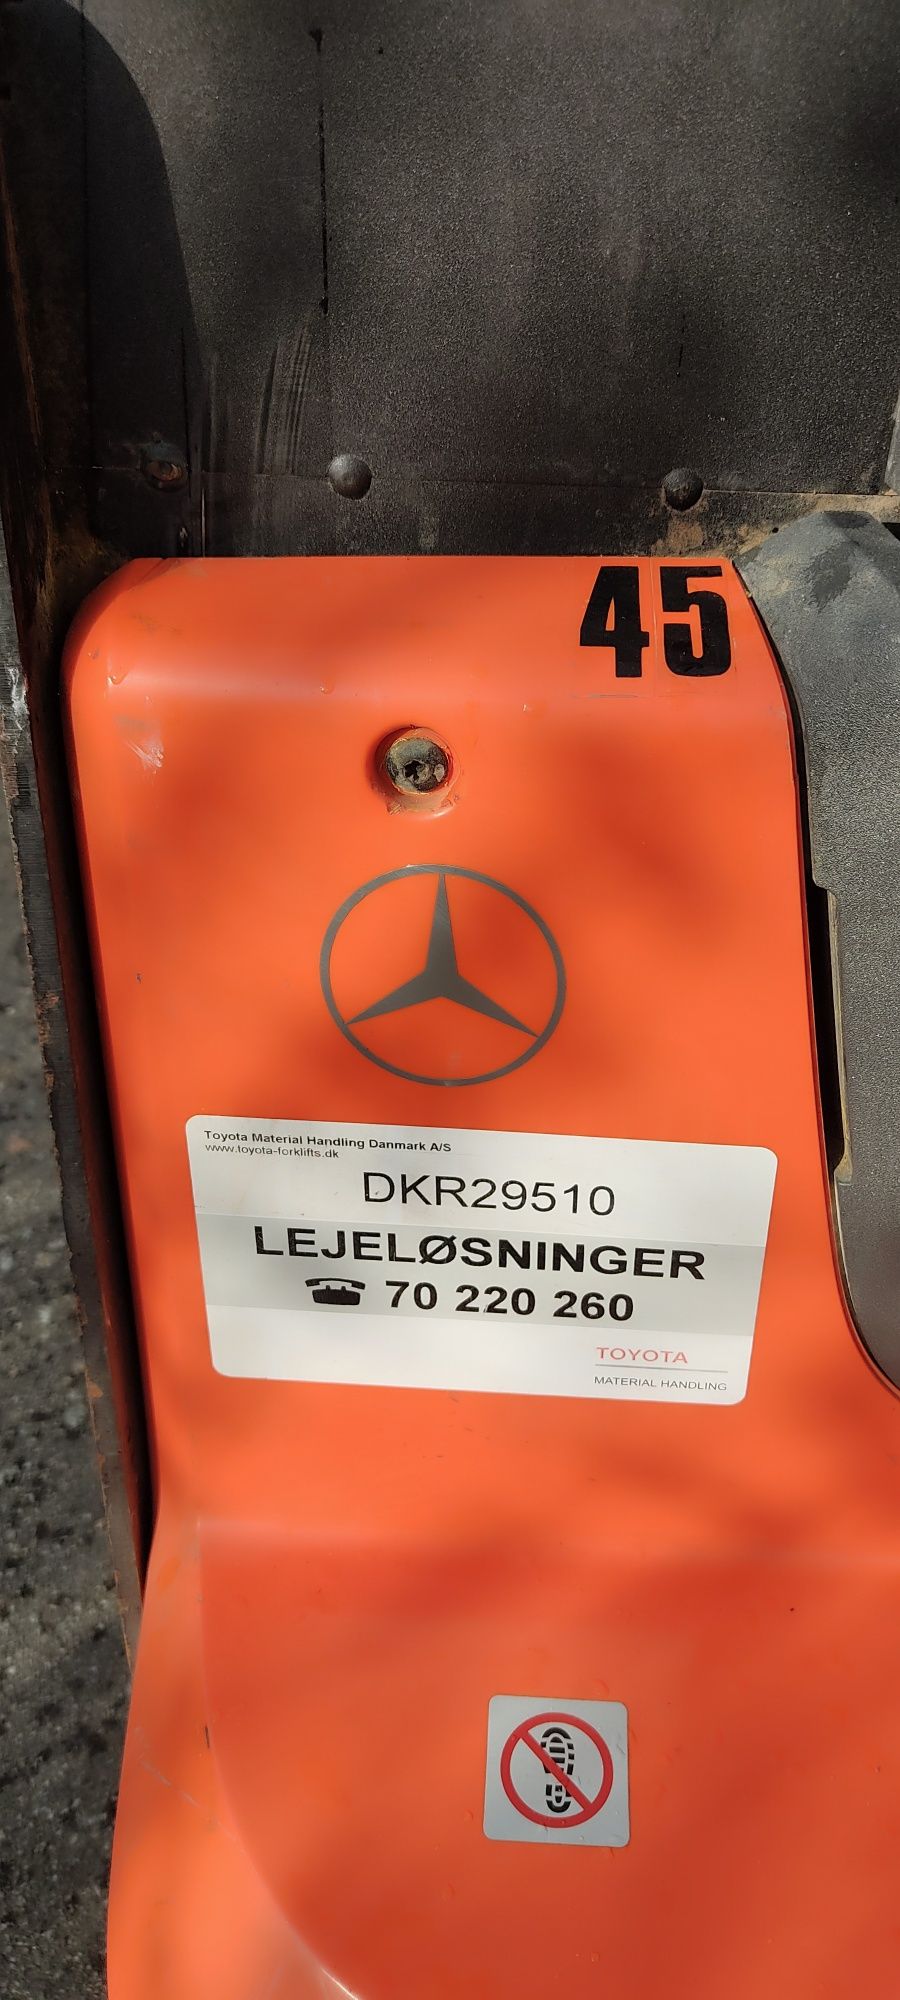 45
Toyota Material Handling Danmark A/S
www.toyota-forklifts.dk
DKR29510
LEJELØSNINGER
☎ 70 220 260
TOYOTA
MATERIAL HANDLING